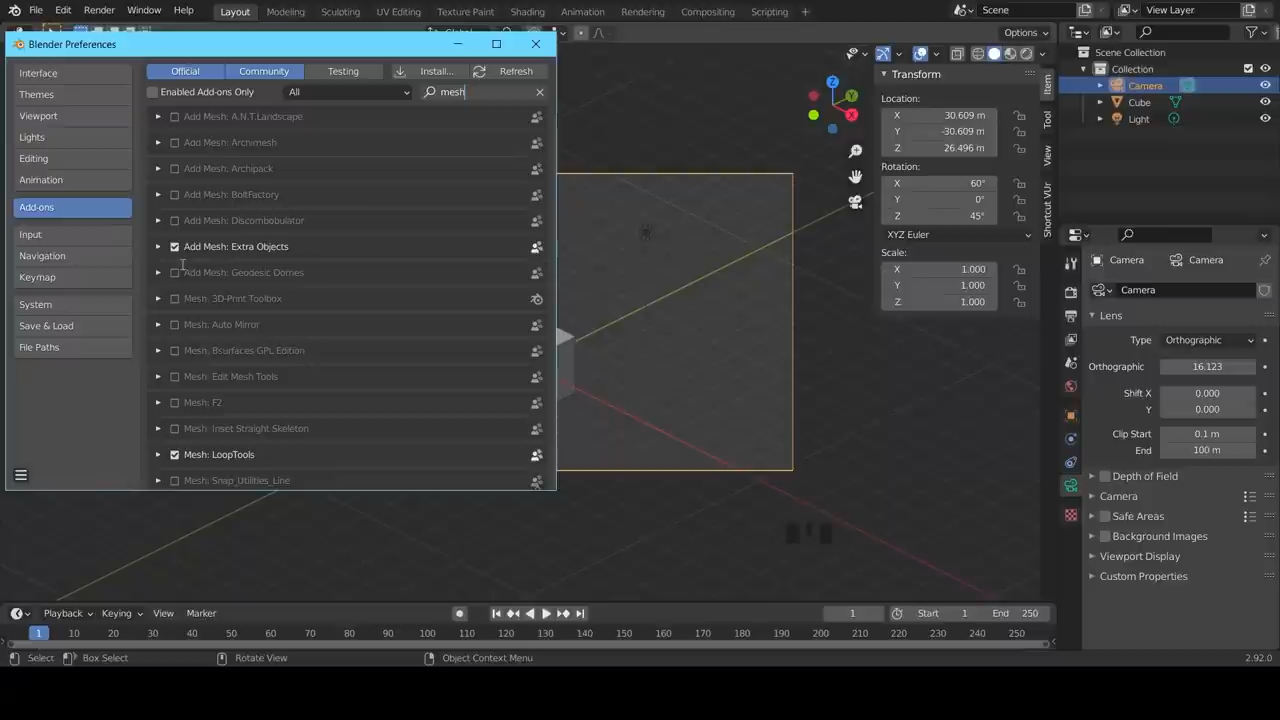 File Edit Render Window Help Layout Modeling Sculpting UV Editing Texture Paint Shading Animation Rendering Compositing Scripting Scene View Layer
Options
Blender Preferences
Interface
Themes
Viewport
Lights
Editing
Animation
Add-ons
Input
Navigation
Keymap
System
Save & Load
File Paths
Official Community Testing Install... Refresh
Enabled Add-ons Only All mesh
Add Mesh: A.N.T.Landscape
Add Mesh: Archimesh
Add Mesh: Archipack
Add Mesh: BoltFactory
Add Mesh: Discombobulator
Add Mesh: Extra Objects
Add Mesh: Geodesic Domes
Mesh: 3D-Print Toolbox
Mesh: Auto Mirror
Mesh: Bsurfaces GPL Edition
Mesh: Edit Mesh Tools
Mesh: F2
Mesh: Inset Straight Skeleton
Mesh: LoopTools
Mesh: Snap_Utilities_Line
Z
Y
X
Transform
Location:
X 30.609 m
Y -30.609 m
Z 26.496 m
Rotation:
X 60°
Y 0°
Z 45°
XYZ Euler
Scale:
X 1.000
Y 1.000
Z 1.000
Item
Tool
View
Shortcut VUr
Scene Collection
Collection
Camera
Cube
Light
Camera Camera
Camera
Lens
Type Orthographic
Orthographic 16.123
Shift X 0.000
Y 0.000
Clip Start 0.1 m
End 100 m
Depth of Field
Camera
Safe Areas
Background Images
Viewport Display
Custom Properties
Playback Keying View Marker 1 Start 1 End 250
1 10 20 30 40 50 60 70 80 90 100 110 120 130 140 150 160 170 180 190 200 210 220 230 240 250
Select Box Select Rotate View Object Context Menu 2.92.0